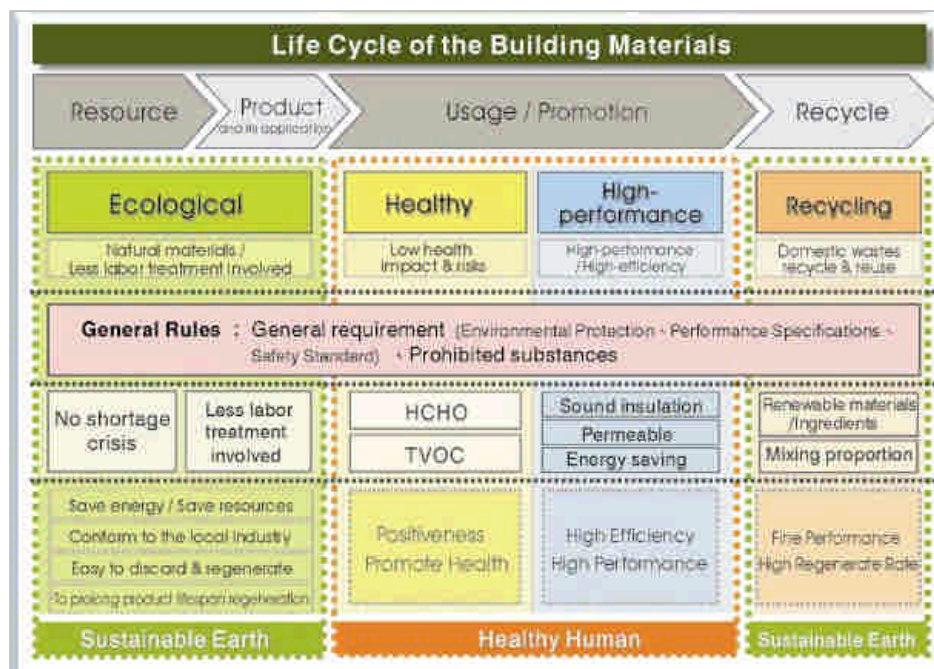 Life Cycle of the Building Materials
Resource
Product
and its application
Usage / Promotion
Recycle
Ecological
Natural materials /
Less labor treatment involved
Healthy
Low health
impact & risks
High-
performance
High-performance
/High-efficiency
Recycling
Domestic wastes
recycle & reuse
General Rules : General requirement (Environmental Protection、Performance Specifications、
Safety Standard) 、Prohibited substances
No shortage
crisis
Less labor
treatment
involved
HCHO
TVOC
Sound insulation
Permeable
Energy saving
Renewable materials
/Ingredients
Mixing proportion
Save energy / Save resources
Conform to the local industry
Easy to discard & regenerate
To prolong product lifespan regeneration
Positiveness
Promote Health
High Efficiency
High Performance
Fine Performance
High Regenerate Rate
Sustainable Earth
Healthy Human
Sustainable Earth